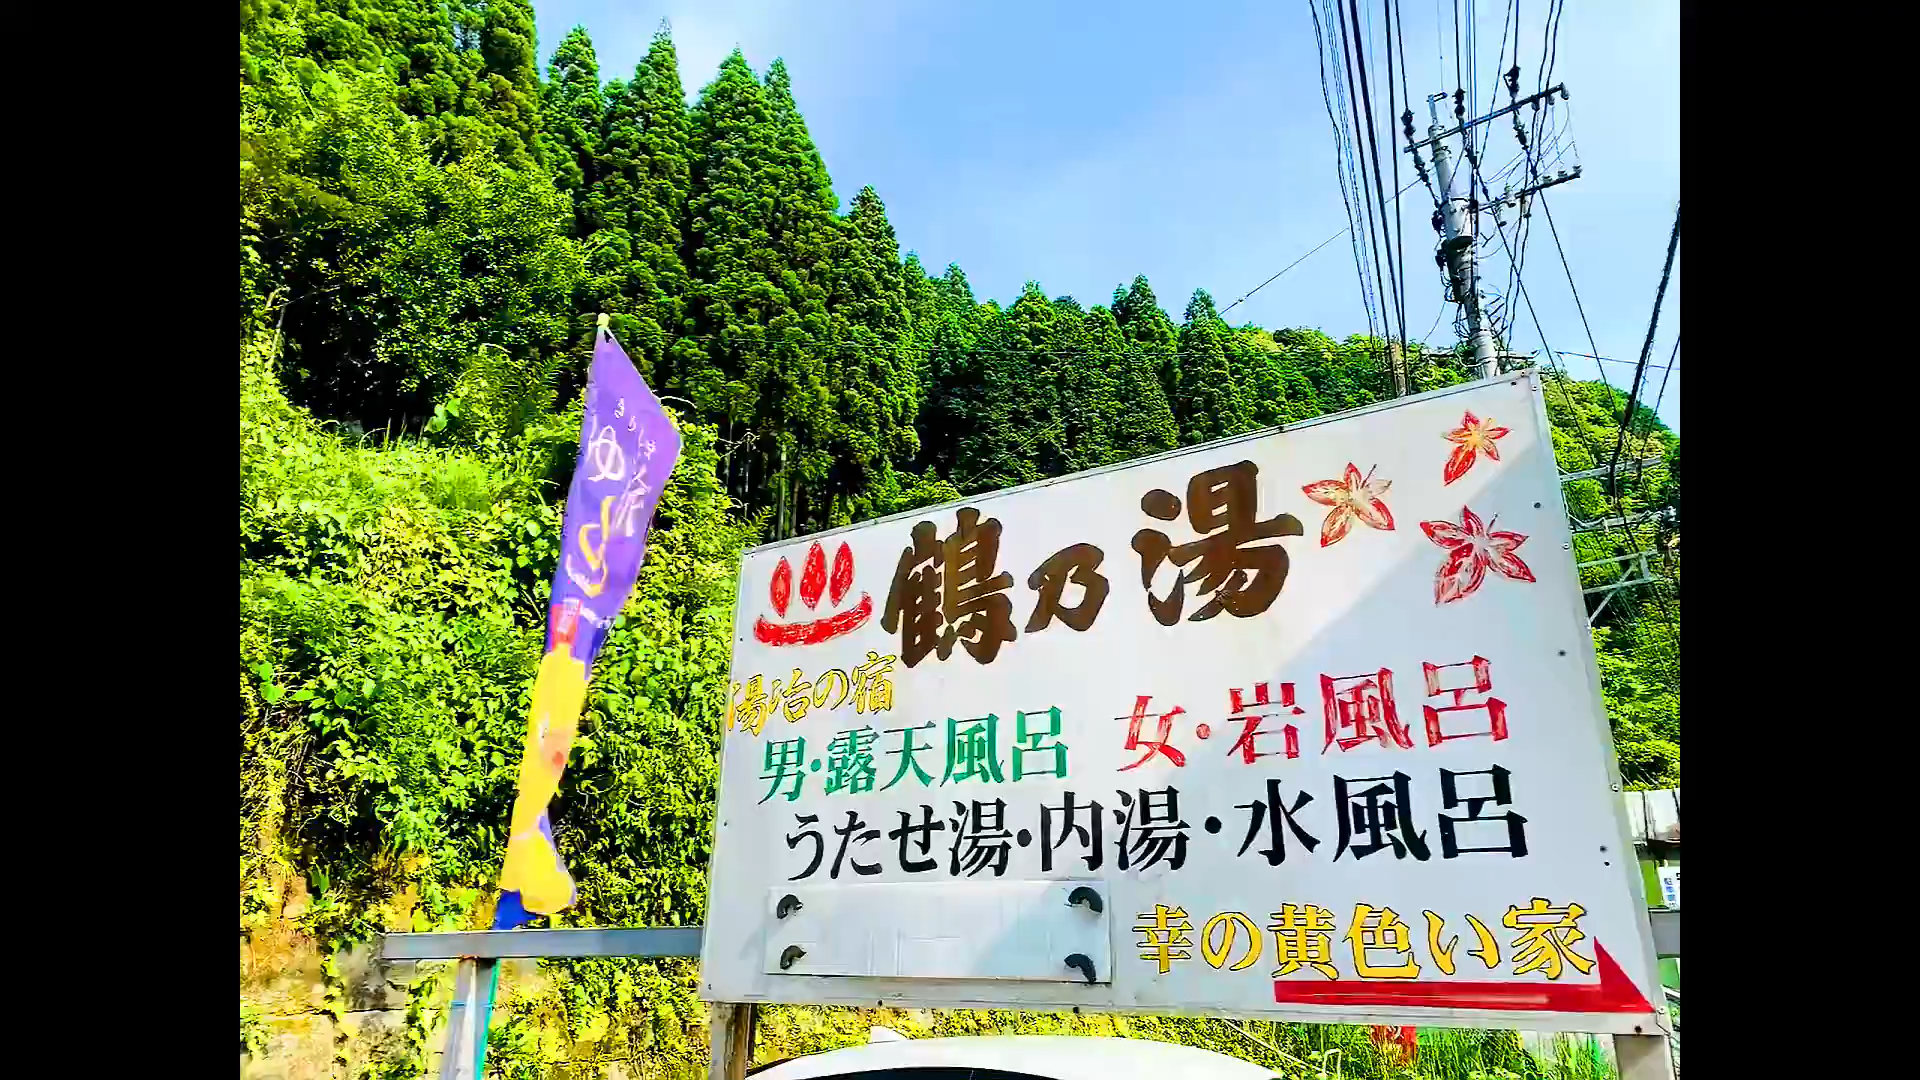 鶴乃湯
湯治の宿
男・露天風呂 女・岩風呂
うたせ湯・内湯・水風呂
幸の黄色い家